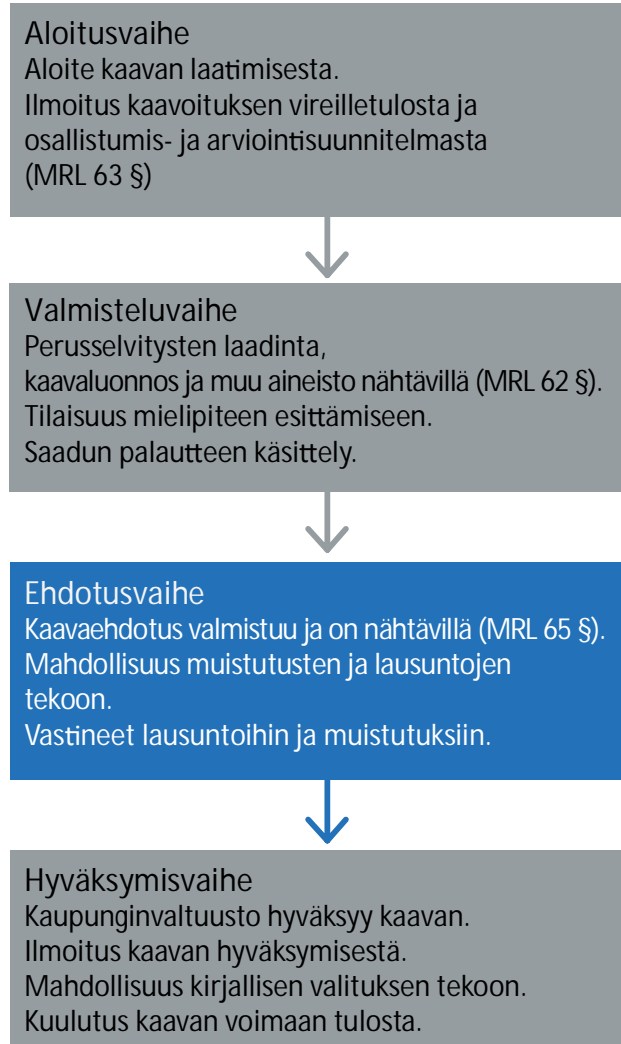 Aloitusvaihe
Aloite kaavan laatimisesta.
Ilmoitus kaavoituksen vireilletulosta ja
osallistumis- ja arviointisuunnitelmasta
(MRL 63 §)
Valmisteluvaihe
Perusselvitysten laadinta,
kaavaluonnos ja muu aineisto nähtävillä (MRL 62 §).
Tilaisuus mielipiteen esittämiseen.
Saadun palautteen käsittely.
Ehdotusvaihe
Kaavaehdotus valmistuu ja on nähtävillä (MRL 65 §).
Mahdollisuus muistutusten ja lausuntojen
tekoon.
Vastineet lausuntoihin ja muistutuksiin.
Hyväksymisvaihe
Kaupunginvaltuusto hyväksyy kaavan.
Ilmoitus kaavan hyväksymisestä.
Mahdollisuus kirjallisen valituksen tekoon.
Kuulutus kaavan voimaan tulosta.